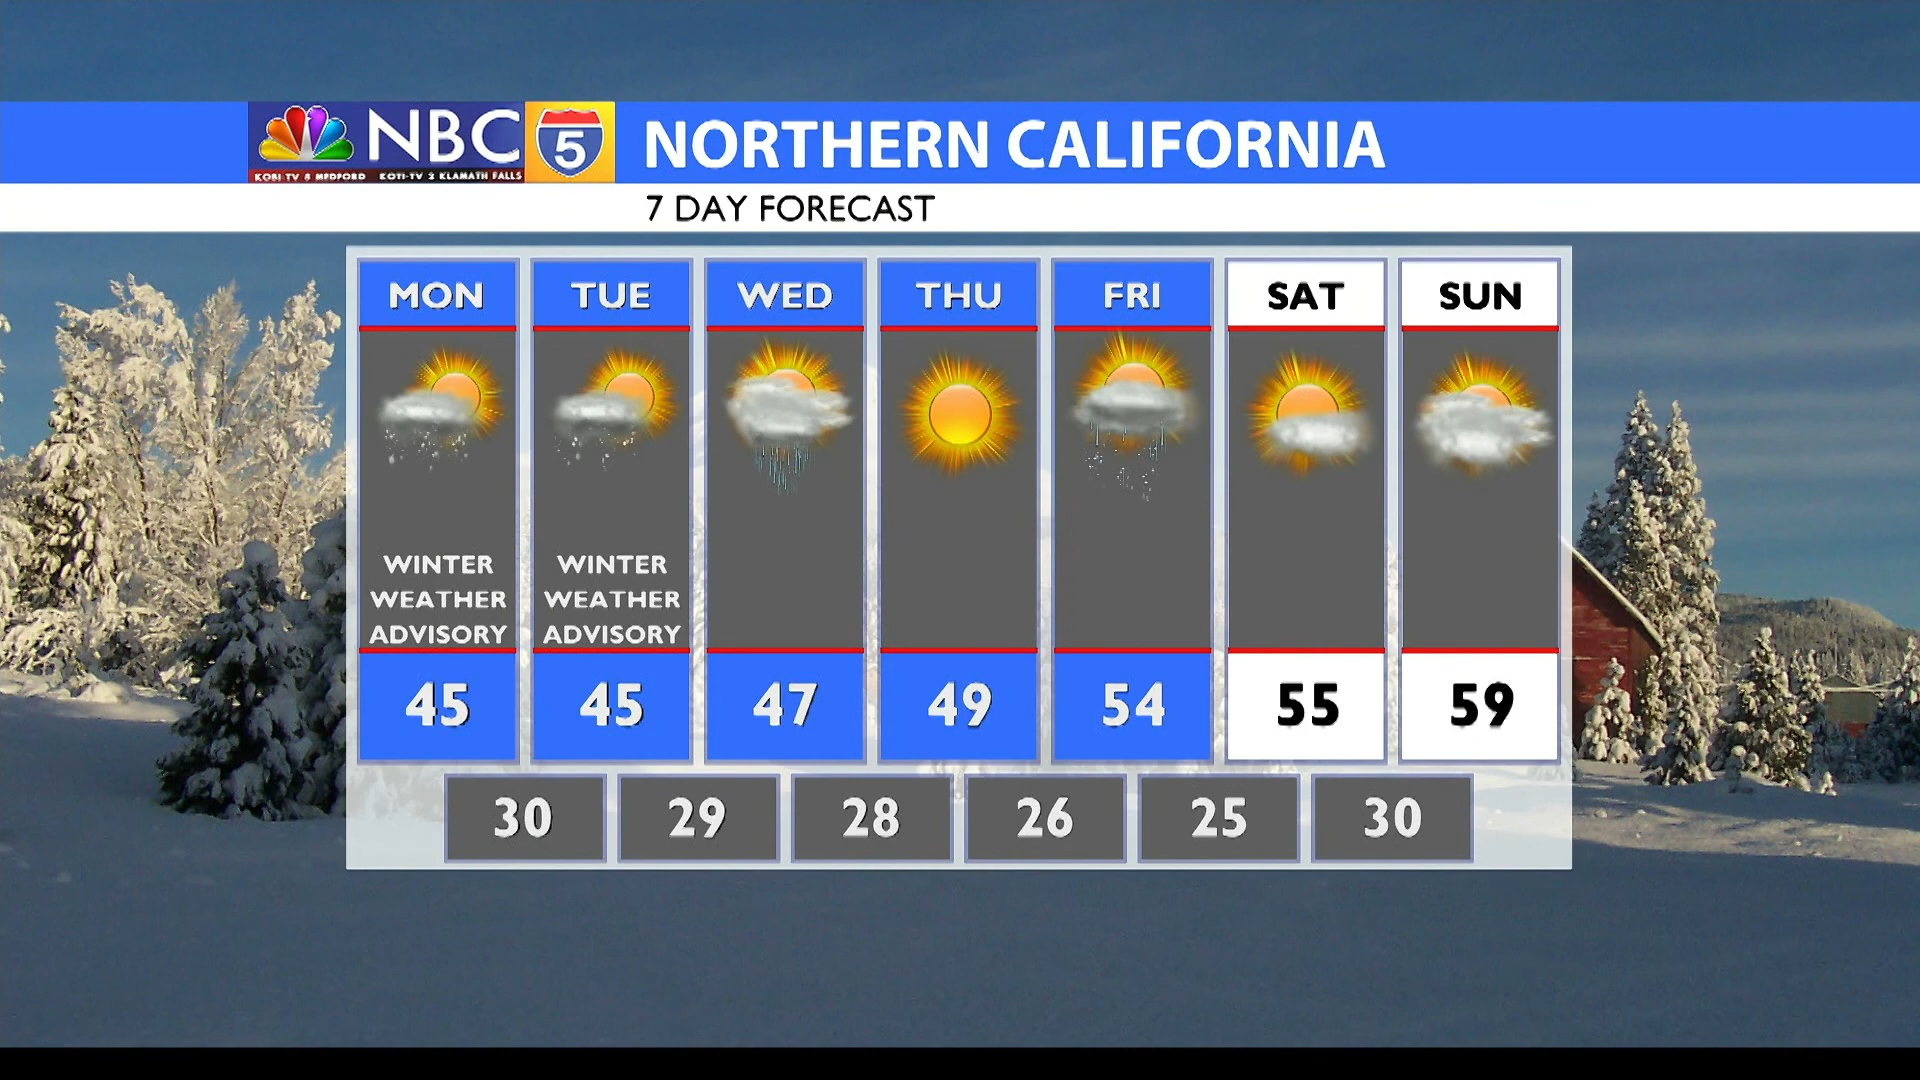 NBC 5
KOBI-TV 5 MEDFORD KOTI-TV 2 KLAMATH FALLS
NORTHERN CALIFORNIA
7 DAY FORECAST
MON TUE WED THU FRI SAT SUN
WINTER WINTER
WEATHER WEATHER
ADVISORY ADVISORY
45 45 47 49 54 55 59
30 29 28 26 25 30